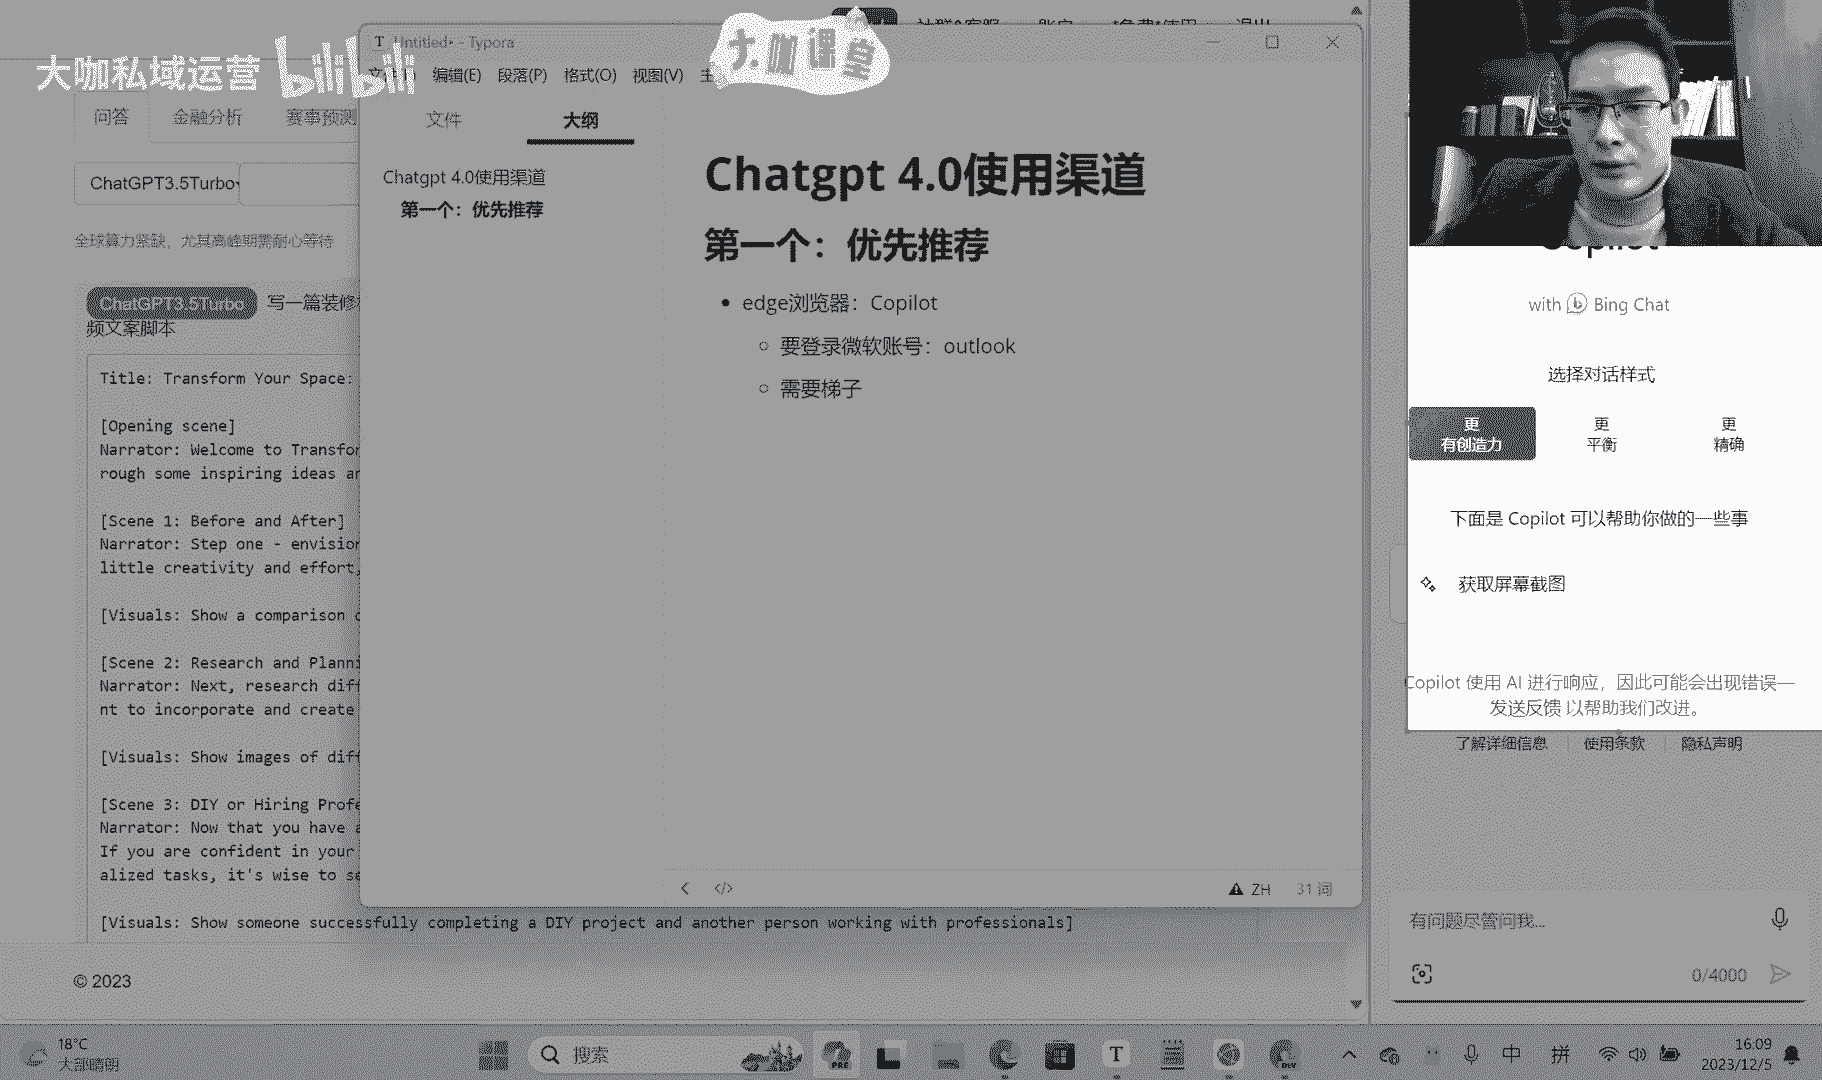 大咖私域运营 bilibili
大咖课堂
Untitled• - Typora
编辑(E) 段落(P) 格式(O) 视图(V)
问答 金融分析 赛事预测
文件 大纲
ChatGPT3.5Turbo
全球算力紧缺，尤其高峰期需耐心等待
ChatGPT3.5Turbo 写一篇装修
频文案脚本
Title: Transform Your Space:
[Opening scene]
Narrator: Welcome to Transfor
rough some inspiring ideas a
[Scene 1: Before and After]
Narrator: Step one - envision
little creativity and effort,
[Visuals: Show a comparison
[Scene 2: Research and Planni
Narrator: Next, research diff
nt to incorporate and create
[Visuals: Show images of diff
[Scene 3: DIY or Hiring Profe
Narrator: Now that you have a
If you are confident in your
alized tasks, it's wise to se
[Visuals: Show someone successfully completing a DIY project and another person working with professionals]
© 2023
Chatgpt 4.0使用渠道
第一个：优先推荐
Chatgpt 4.0使用渠道
第一个：优先推荐
edge浏览器：Copilot
要登录微软账号：outlook
需要梯子
ZH 31 词
Copilot
with Bing Chat
选择对话样式
更
有创造力
更
平衡
更
精确
下面是 Copilot 可以帮助你做的一些事
获取屏幕截图
Copilot 使用 AI 进行响应，因此可能会出现错误—
发送反馈 以帮助我们改进。
了解详细信息 使用条款 隐私声明
有问题尽管问我...
0/4000
18°C
大部晴朗
搜索
PRE
DEV
中 拼
16:09
2023/12/5